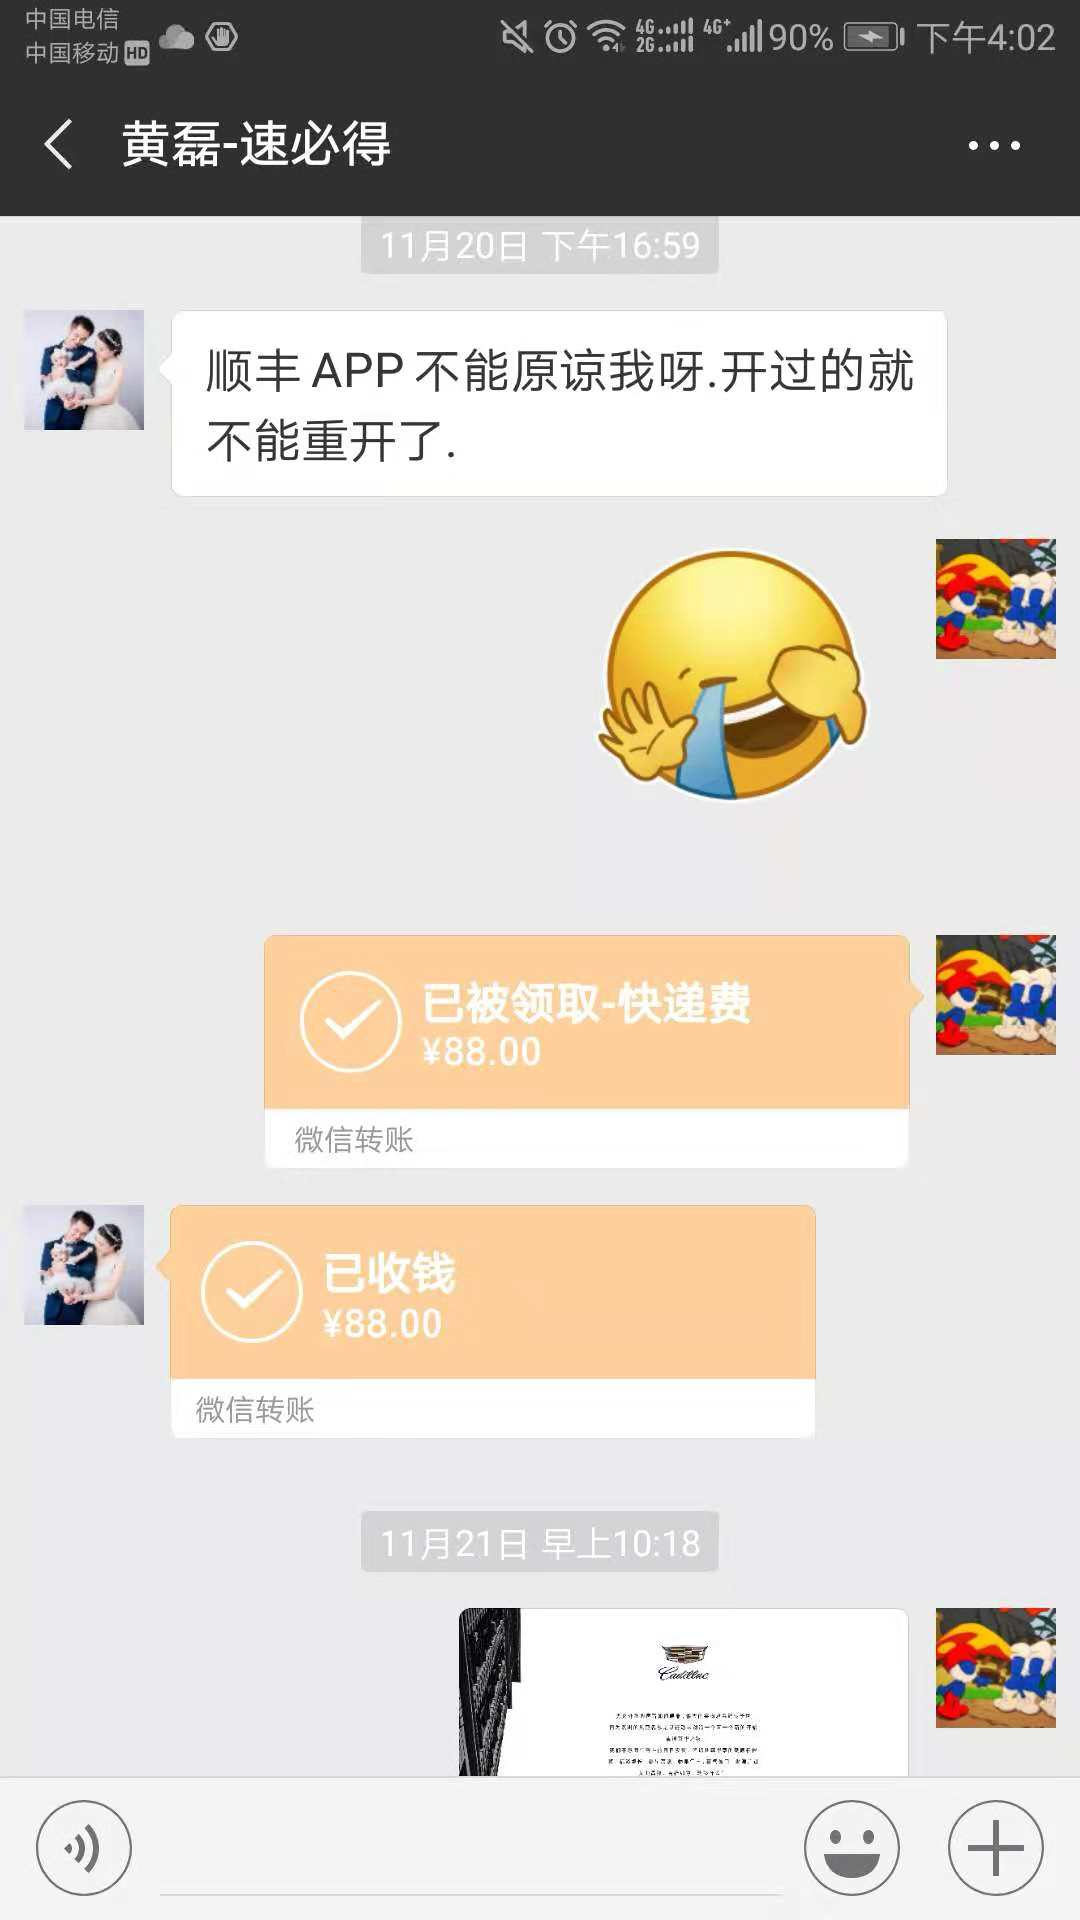 中国电信
中国移动 HD
4G 2G 4G+ 90% 下午4:02
黄磊-速必得
11月20日 下午16:59
顺丰APP不能原谅我呀.开过的就
不能重开了.
已被领取-快递费
¥88.00
微信转账
已收钱
¥88.00
微信转账
11月21日 早上10:18
Cadillac